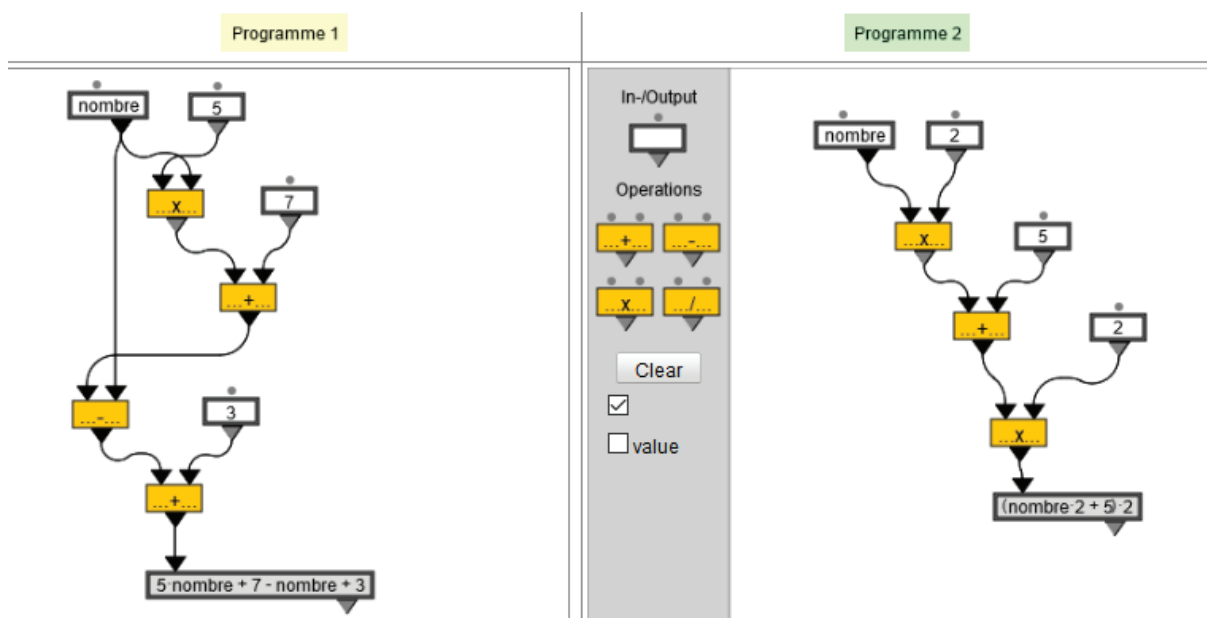 Programme 1
nombre
5
...x...
7
...+...
...-...
3
...+...
5·nombre + 7 - nombre + 3
Programme 2
In-/Output
Operations
...+...
...-...
...x...
.../...
Clear
value
nombre
2
...x...
5
...+...
2
...x...
(nombre·2 + 5)·2